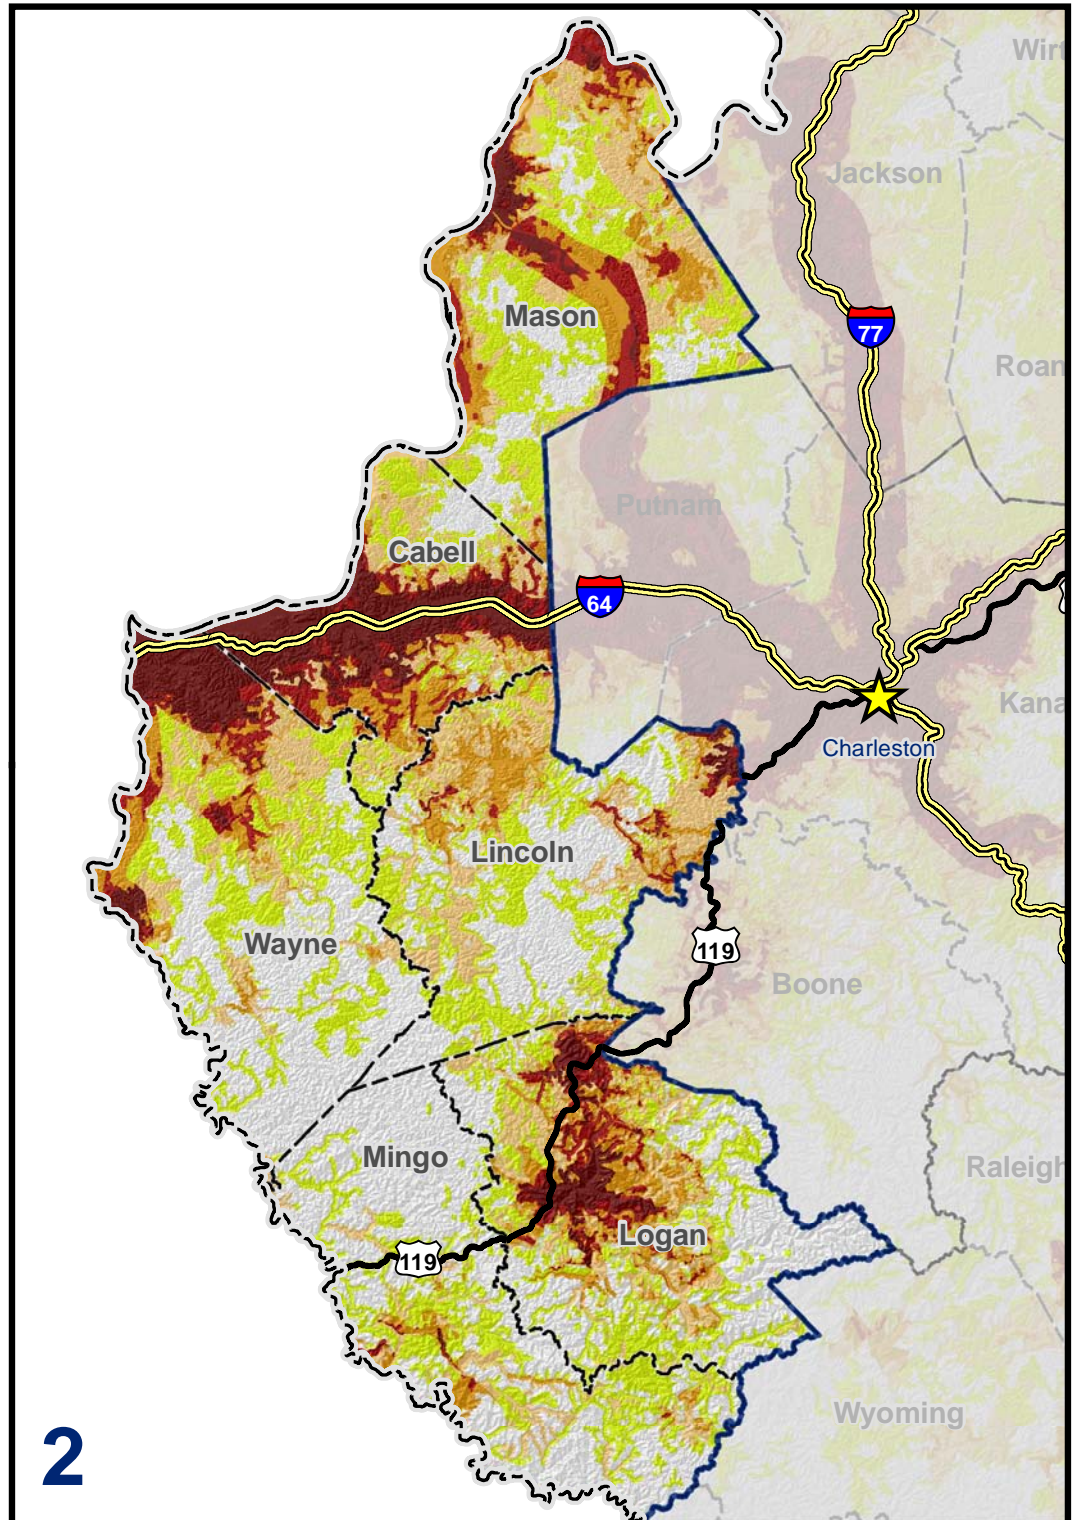 Wirt
Jackson
Mason
77
Roan
Putnam
Cabell
64
Kana
Charleston
Lincoln
Wayne
119
Boone
Mingo
Raleigh
Logan
119
Wyoming
2